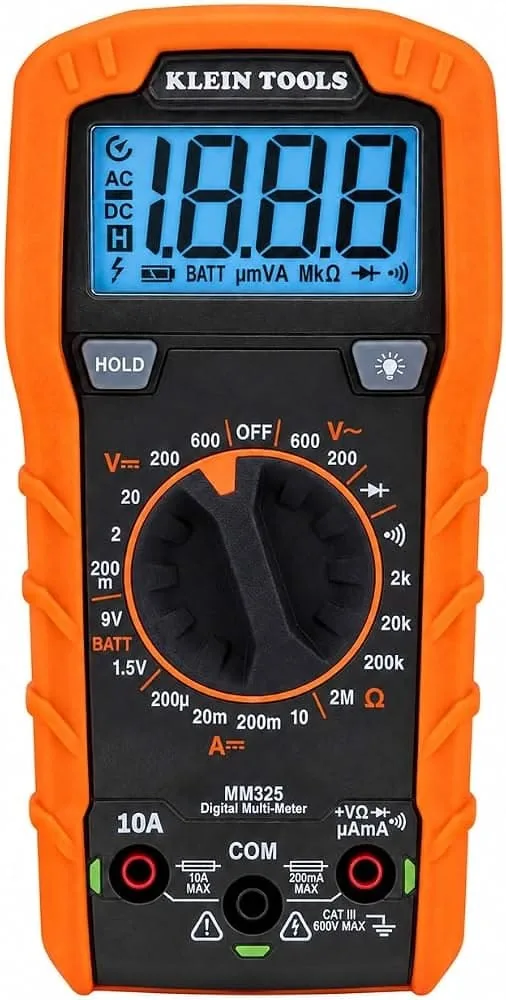 KLEIN TOOLS
AC
DC
H
1.8.8.8
BATT µmVA MkΩ
HOLD
600 OFF 600 V~
V⎓ 200 200
20
2 2k
200
m
20k
9V
BATT 200k
1.5V
200µ 20m 200m 10 2M Ω
A⎓
MM325
Digital Multi-Meter
10A
+VΩ
µAmA
COM
10A
MAX
200mA
MAX
CAT III
600V MAX